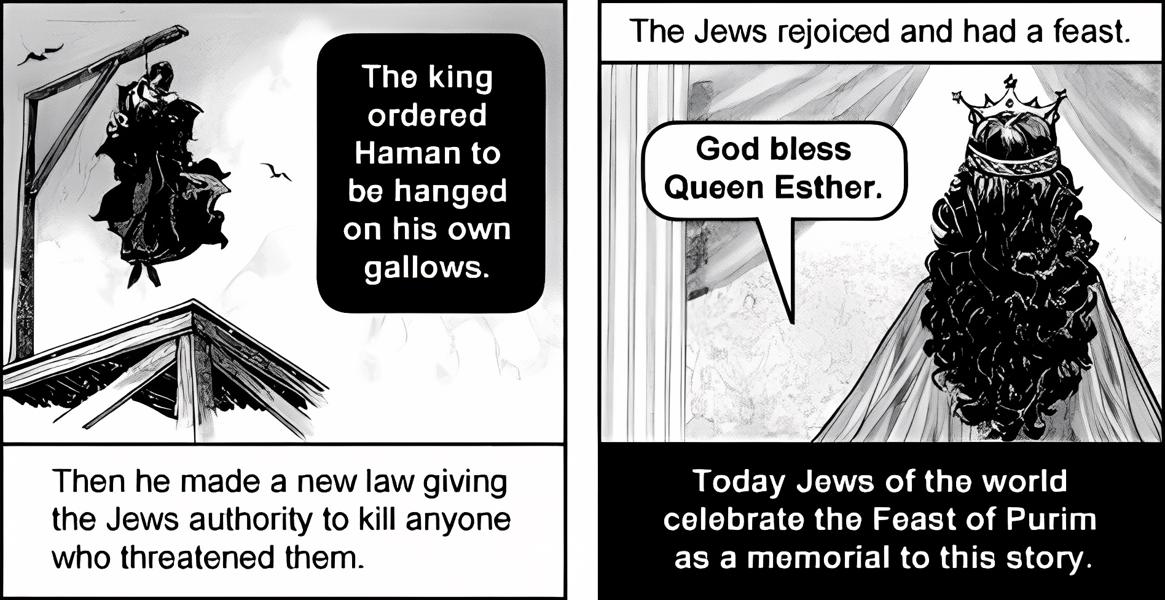 The king
ordered
Haman to
be hanged
on his own
gallows.
Then he made a new law giving
the Jews authority to kill anyone
who threatened them.
The Jews rejoiced and had a feast.
God bless
Queen Esther.
Today Jews of the world
celebrate the Feast of Purim
as a memorial to this story.